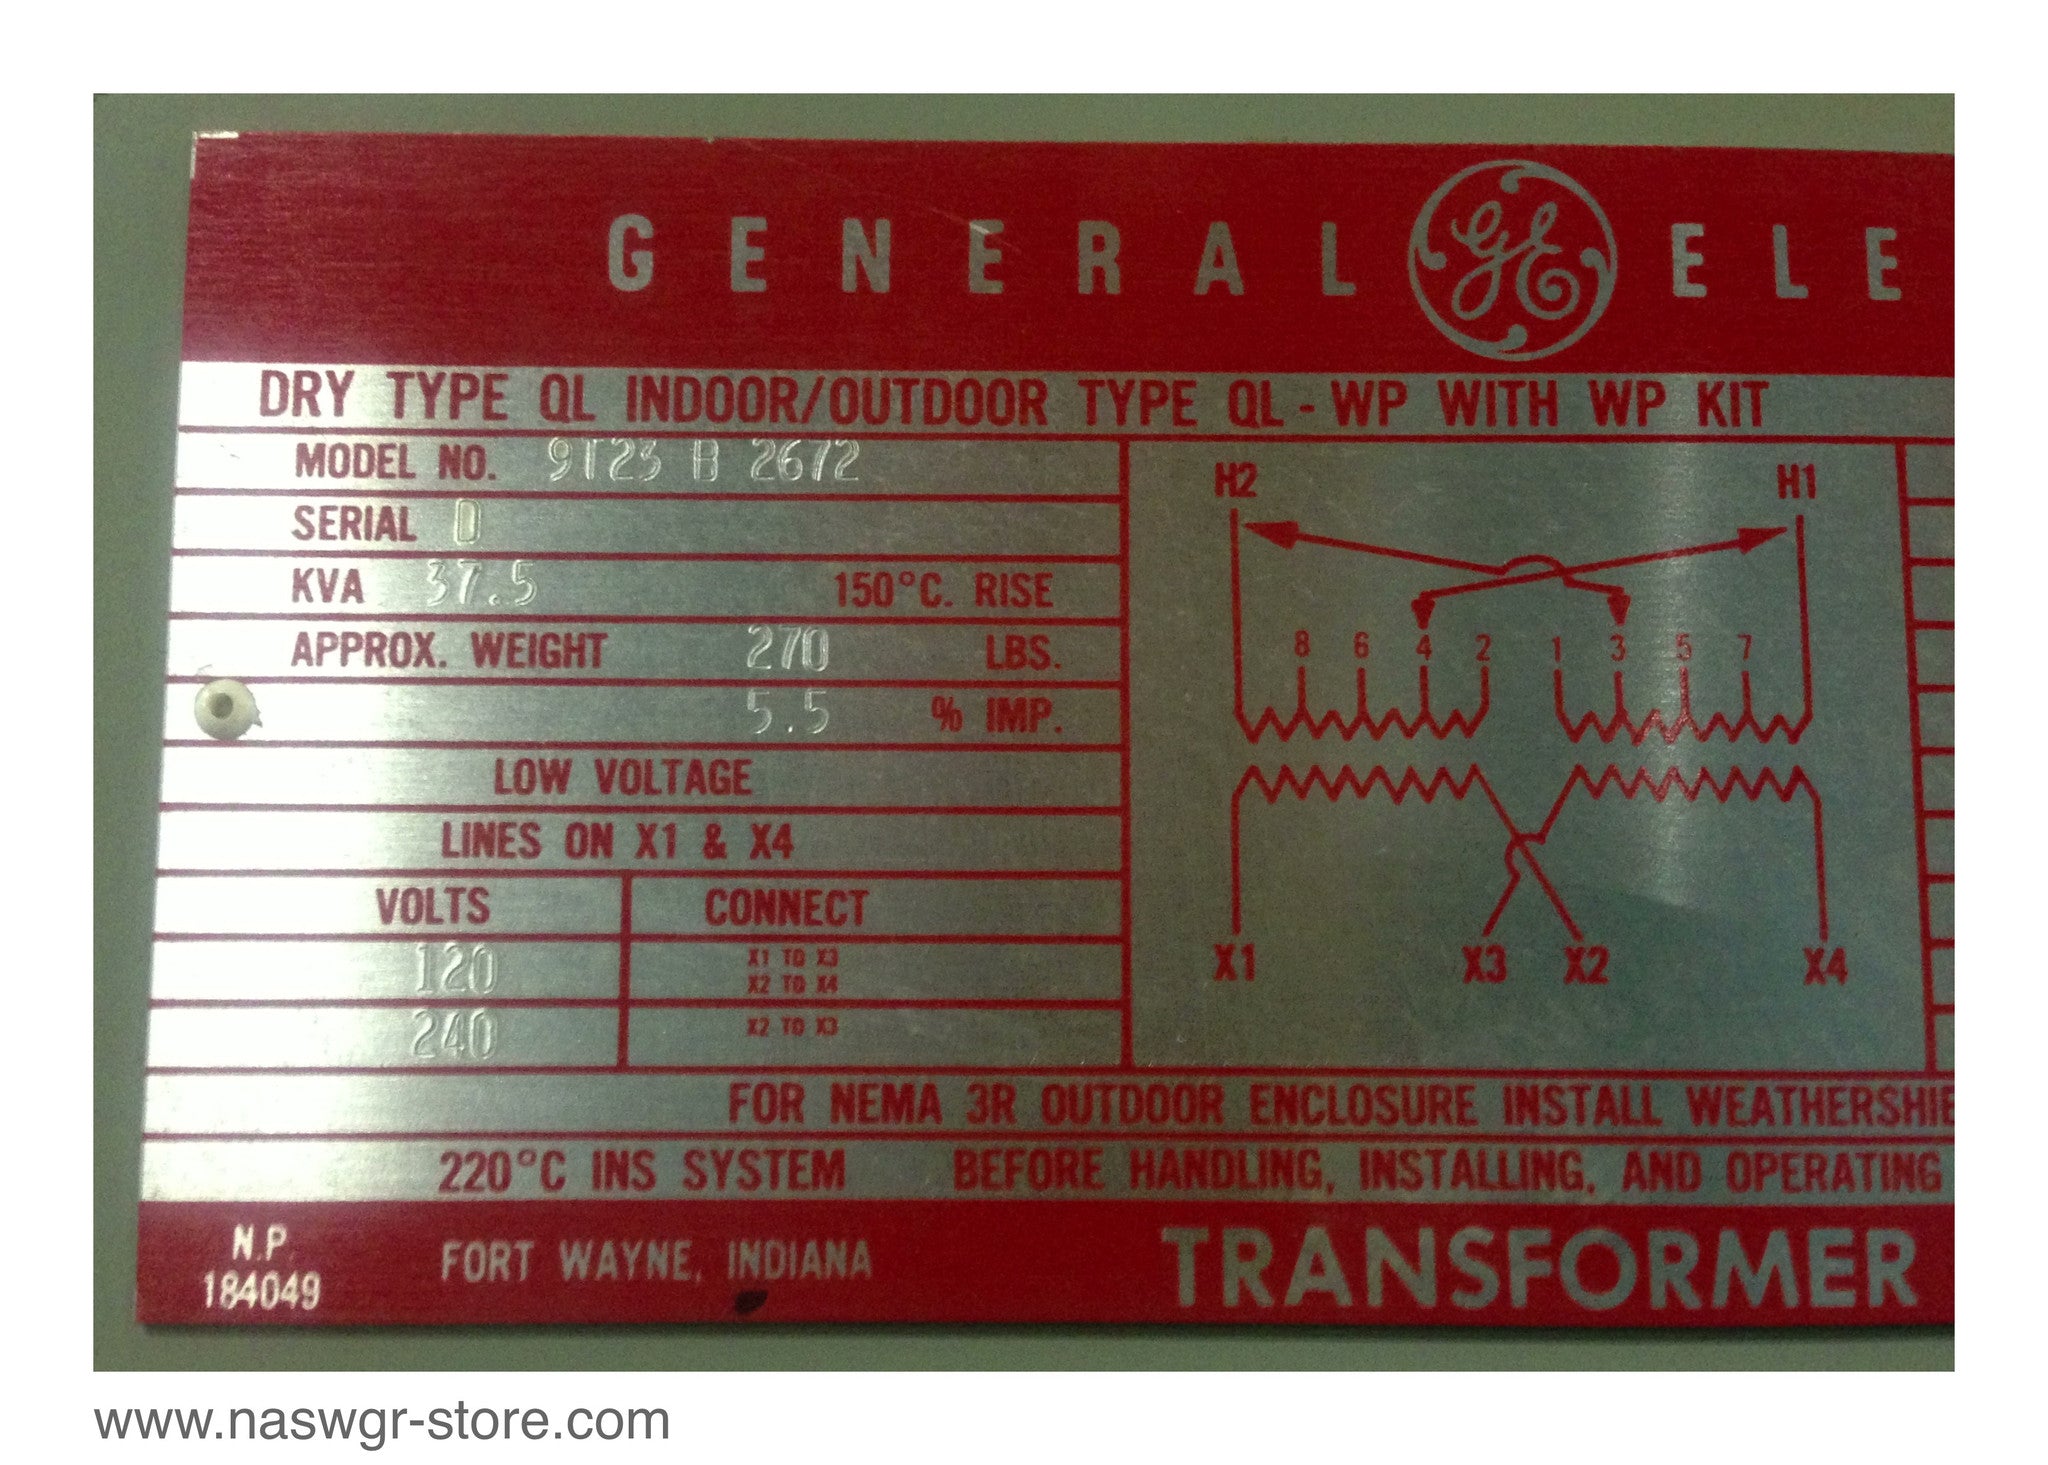 GENERAL GE ELE
DRY TYPE QL INDOOR/OUTDOOR TYPE QL - WP WITH WP KIT
MODEL NO. 9T23 B 2672
SERIAL D
KVA 37.5 150°C. RISE
APPROX. WEIGHT 270 LBS.
5.5 % IMP.
LOW VOLTAGE
LINES ON X1 & X4
VOLTS CONNECT
120 X1 TO X3
X2 TO X4
240 X2 TO X3
H2 H1
8 6 4 2 1 3 5 7
X1 X3 X2 X4
FOR NEMA 3R OUTDOOR ENCLOSURE INSTALL WEATHERSHIE
220°C INS SYSTEM BEFORE HANDLING, INSTALLING, AND OPERATING
N.P.
184049
FORT WAYNE, INDIANA
TRANSFORMER
www.naswgr-store.com